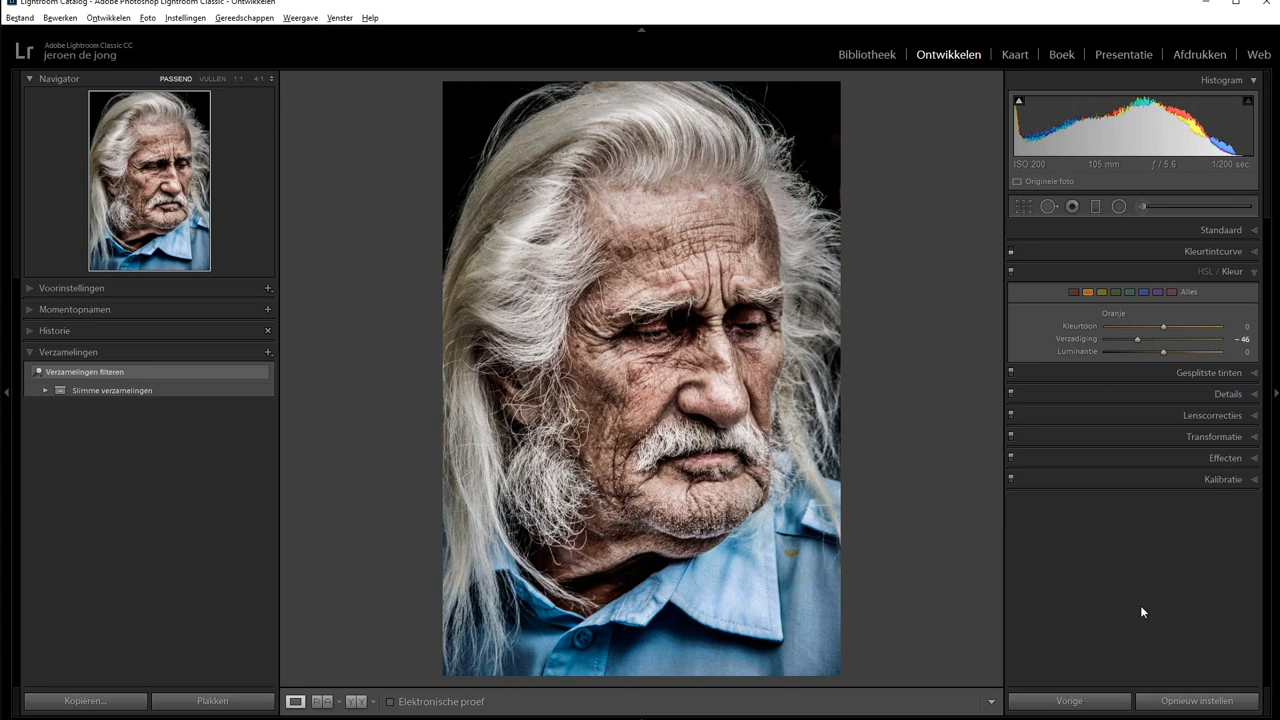 Lightroom Catalog - Adobe Photoshop Lightroom Classic - Ontwikkelen
Bestand Bewerken Ontwikkelen Foto Instellingen Gereedschappen Weergave Venster Help
Lr
Adobe Lightroom Classic CC
jeroen de jong
Bibliotheek | Ontwikkelen | Kaart | Boek | Presentatie | Afdrukken | Web
Navigator PASSEND VULLEN 1:1 4:1
Voorinstellingen
Momentopnamen
Historie
Verzamelingen
Verzamelingen filteren
Slimme verzamelingen
Kopiëren...
Plakken
Elektronische proef
Histogram
ISO 200 105 mm ƒ / 5,6 1/200 sec.
Originele foto
Standaard
Kleurtintcurve
HSL / Kleur
Alles
Oranje
Kleurtoon 0
Verzadiging - 46
Luminantie 0
Gesplitste tinten
Details
Lenscorrecties
Transformatie
Effecten
Kalibratie
Vorige
Opnieuw instellen